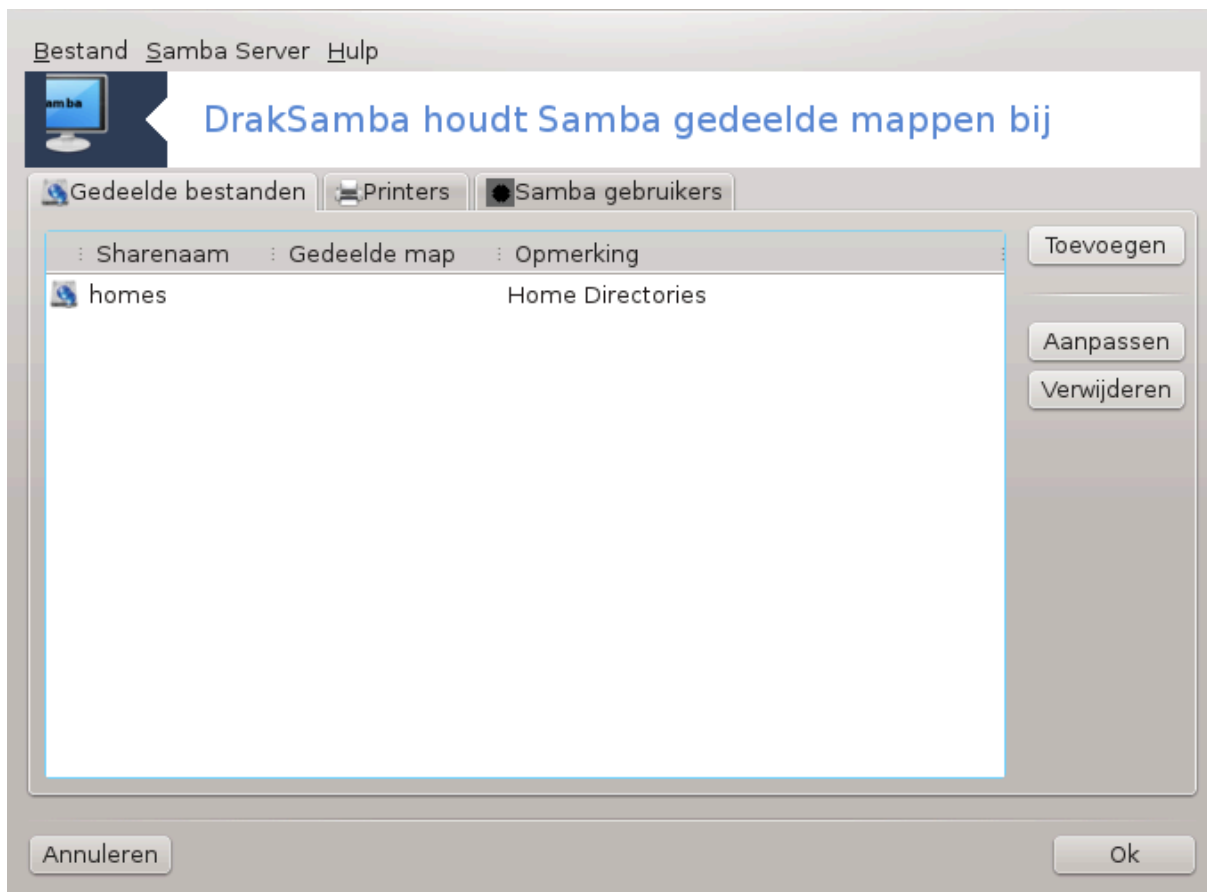 Bestand Samba Server Hulp
amba
DrakSamba houdt Samba gedeelde mappen bij
Gedeelde bestanden Printers Samba gebruikers
Sharenaam Gedeelde map Opmerking
homes Home Directories
Toevoegen
Aanpassen
Verwijderen
Annuleren Ok